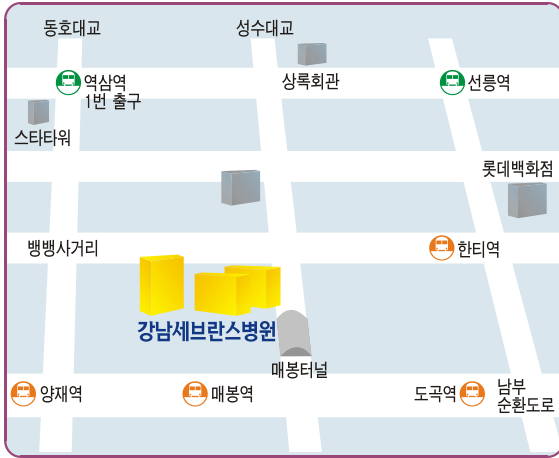 동호대교
성수대교
역삼역
1번 출구
상록회관
선릉역
스타타워
롯데백화점
뱅뱅사거리
한티역
강남세브란스병원
매봉터널
양재역
매봉역
도곡역
남부
순환도로